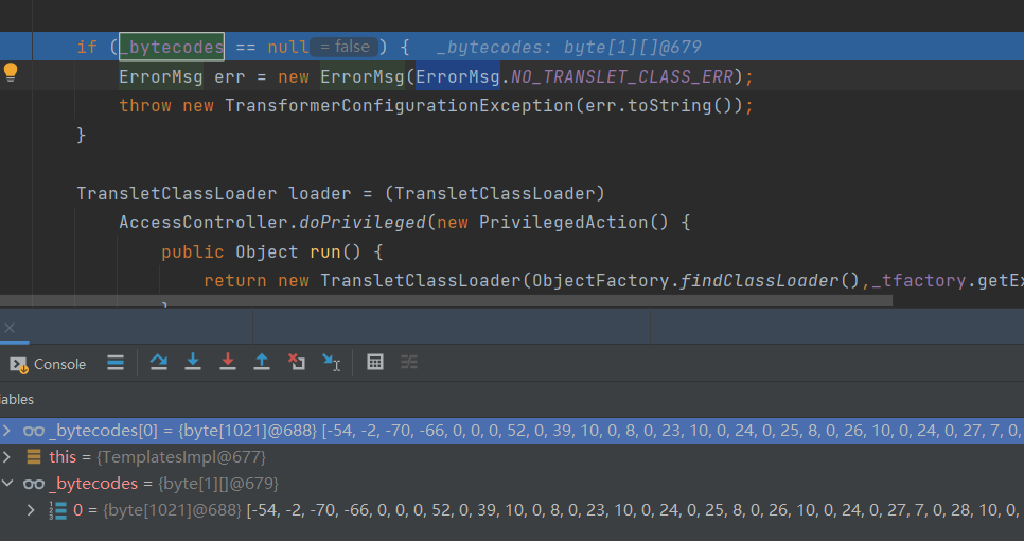 if (_bytecodes == null = false ) { _bytecodes: byte[1][]@679
ErrorMsg err = new ErrorMsg(ErrorMsg.NO_TRANSLET_CLASS_ERR);
throw new TransformerConfigurationException(err.toString());
}
TransletClassLoader loader = (TransletClassLoader)
AccessController.doPrivileged(new PrivilegedAction() {
public Object run() {
return new TransletClassLoader(ObjectFactory.findClassLoader(),_tfactory.getEx
Console
ables
_bytecodes[0] = {byte[1021]@688} [-54, -2, -70, -66, 0, 0, 0, 52, 0, 39, 10, 0, 8, 0, 23, 10, 0, 24, 0, 25, 8, 0, 26, 10, 0, 24, 0, 27, 7, 0,
this = {TemplatesImpl@677}
_bytecodes = {byte[1][]@679}
0 = {byte[1021]@688} [-54, -2, -70, -66, 0, 0, 0, 52, 0, 39, 10, 0, 8, 0, 23, 10, 0, 24, 0, 25, 8, 0, 26, 10, 0, 24, 0, 27, 7, 0, 28, 10, 0,